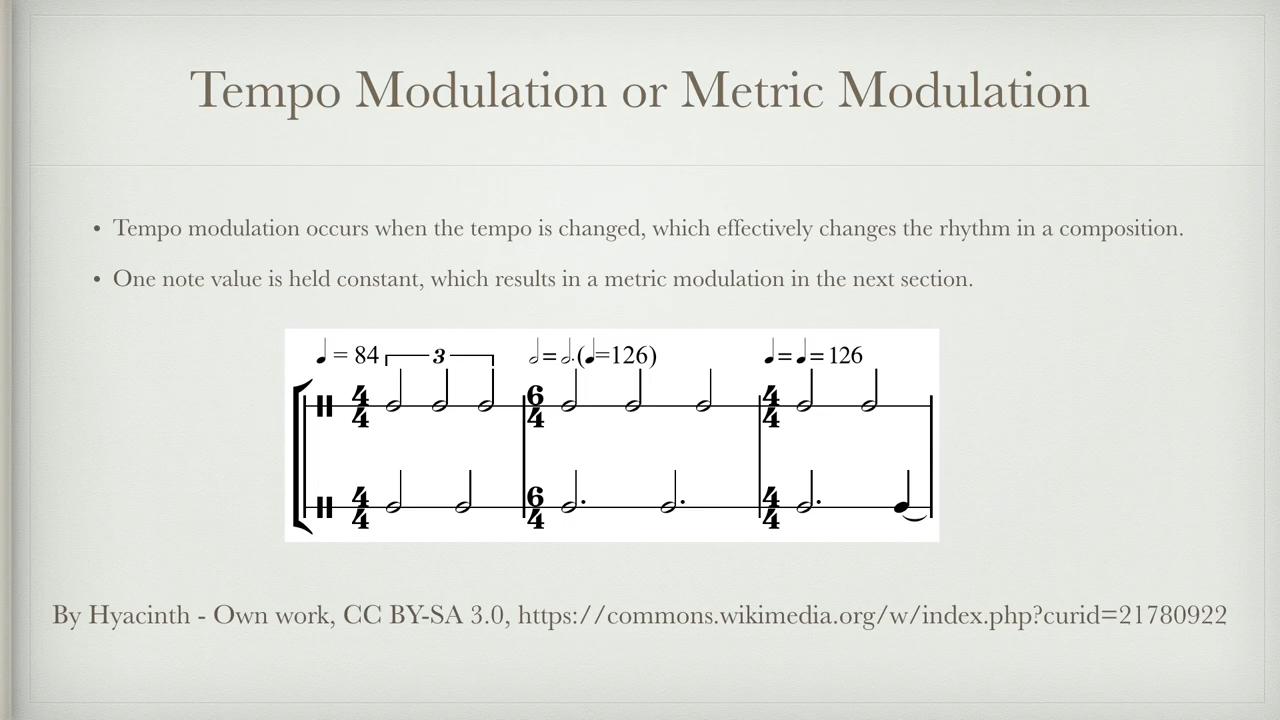 Tempo Modulation or Metric Modulation
• Tempo modulation occurs when the tempo is changed, which effectively changes the rhythm in a composition.
• One note value is held constant, which results in a metric modulation in the next section.
♩ = 84 3 𝅗𝅥=𝅗𝅥.(♩=126) ♩=♩=126
4/4 6/4 4/4
4/4 6/4 4/4
By Hyacinth - Own work, CC BY-SA 3.0, https://commons.wikimedia.org/w/index.php?curid=21780922